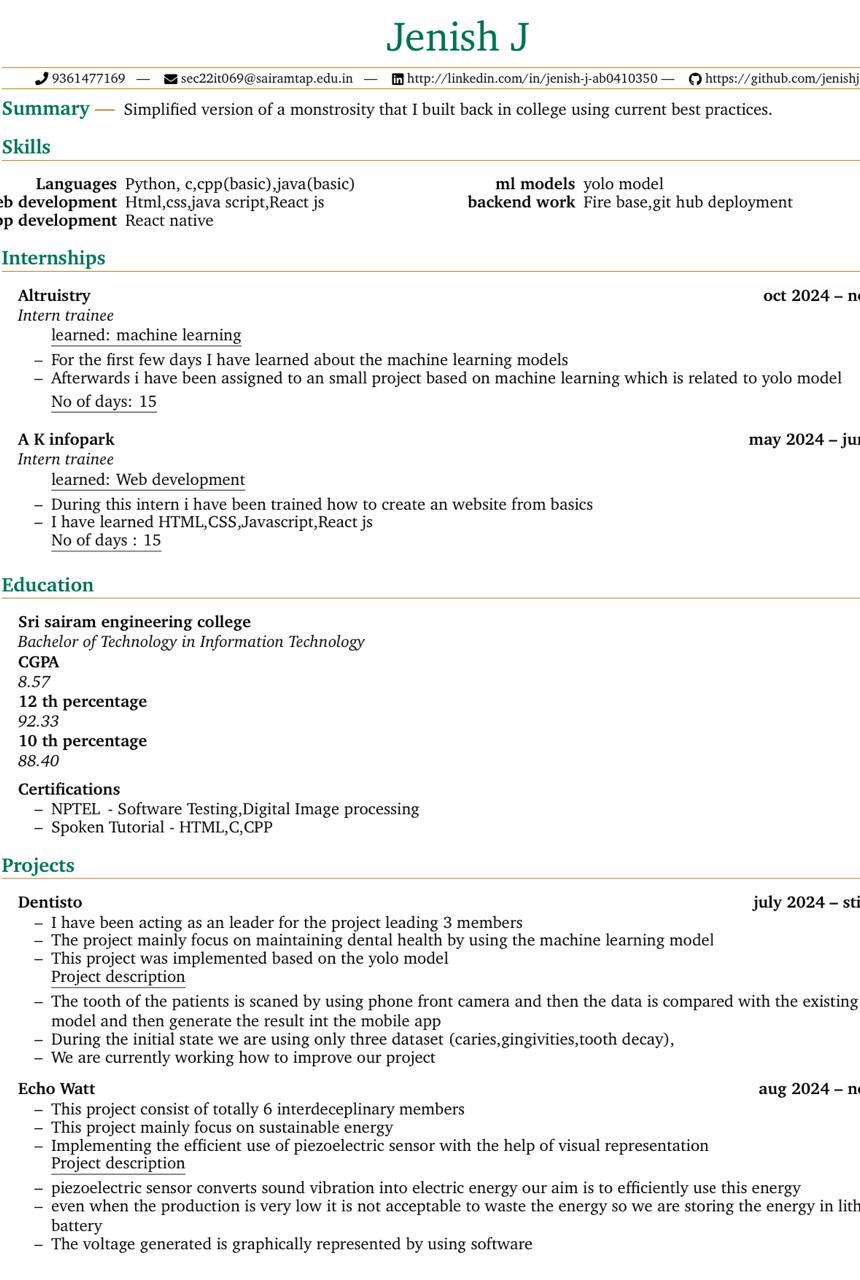 Jenish J
9361477169 — sec22it069@sairamtap.edu.in — http://linkedin.com/in/jenish-j-ab0410350 — https://github.com/jenishj
Summary — Simplified version of a monstrosity that I built back in college using current best practices.
Skills
Languages Python, c,cpp(basic),java(basic) ml models yolo model
eb development Html,css,java script,React js backend work Fire base,git hub deployment
pp development React native
Internships
Altruistry oct 2024 – no
Intern trainee
learned: machine learning
– For the first few days I have learned about the machine learning models
– Afterwards i have been assigned to an small project based on machine learning which is related to yolo model
No of days: 15
A K infopark may 2024 – jun
Intern trainee
learned: Web development
– During this intern i have been trained how to create an website from basics
– I have learned HTML,CSS,Javascript,React js
No of days : 15
Education
Sri sairam engineering college
Bachelor of Technology in Information Technology
CGPA
8.57
12 th percentage
92.33
10 th percentage
88.40
Certifications
– NPTEL - Software Testing,Digital Image processing
– Spoken Tutorial - HTML,C,CPP
Projects
Dentisto july 2024 – sti
– I have been acting as an leader for the project leading 3 members
– The project mainly focus on maintaining dental health by using the machine learning model
– This project was implemented based on the yolo model
Project description
– The tooth of the patients is scaned by using phone front camera and then the data is compared with the existing
model and then generate the result int the mobile app
– During the initial state we are using only three dataset (caries,gingivities,tooth decay),
– We are currently working how to improve our project
Echo Watt aug 2024 – no
– This project consist of totally 6 interdeceplinary members
– This project mainly focus on sustainable energy
– Implementing the efficient use of piezoelectric sensor with the help of visual representation
Project description
– piezoelectric sensor converts sound vibration into electric energy our aim is to efficiently use this energy
– even when the production is very low it is not acceptable to waste the energy so we are storing the energy in lith
battery
– The voltage generated is graphically represented by using software